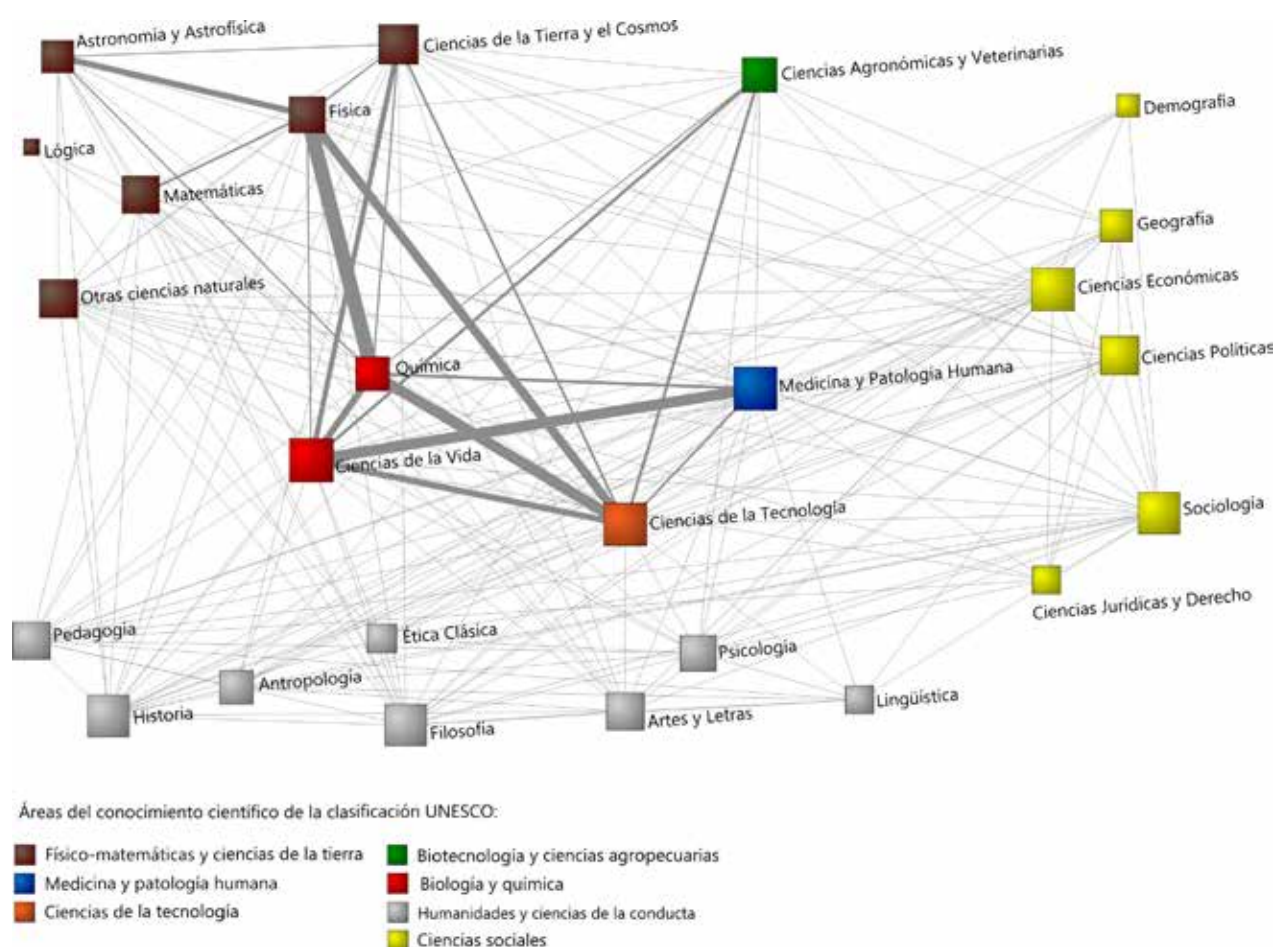 Astronomía y Astrofísica
Ciencias de la Tierra y el Cosmos
Ciencias Agronómicas y Veterinarias
Demografía
Física
Lógica
Matemáticas
Geografía
Otras ciencias naturales
Ciencias Económicas
Química
Ciencias Políticas
Medicina y Patología Humana
Ciencias de la Vida
Ciencias de la Tecnología
Sociología
Ciencias Jurídicas y Derecho
Pedagogía
Ética Clásica
Psicología
Antropología
Lingüística
Historia
Filosofía
Artes y Letras
Áreas del conocimiento científico de la clasificación UNESCO:
Físico-matemáticas y ciencias de la tierra
Medicina y patología humana
Ciencias de la tecnología
Biotecnología y ciencias agropecuarias
Biología y química
Humanidades y ciencias de la conducta
Ciencias sociales